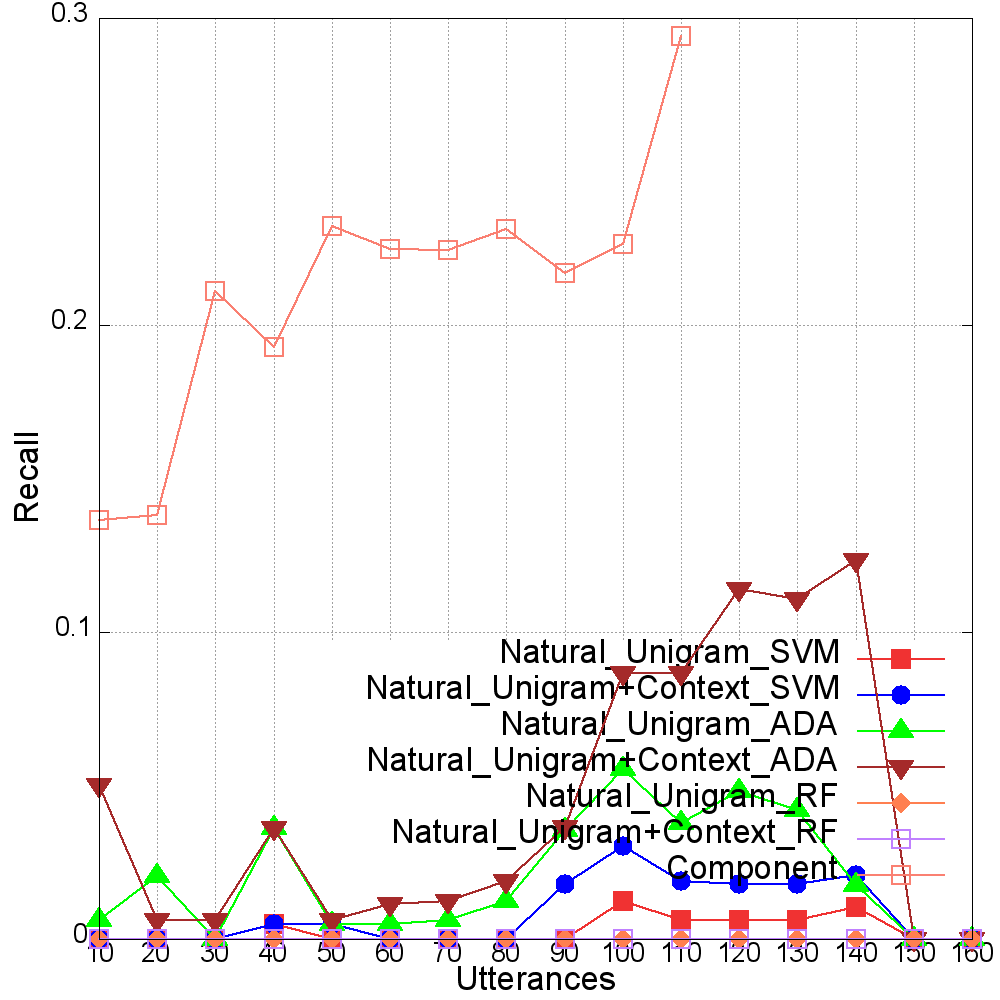 0.3
0.2
Recall
0.1
Natural_Unigram_SVM
Natural_Unigram+Context_SVM
Natural_Unigram_ADA
Natural_Unigram+Context_ADA
Natural_Unigram_RF
Natural_Unigram+Context_RF
Component
0
10 20 30 40 50 60 70 80 90 100 110 120 130 140 150 160
Utterances